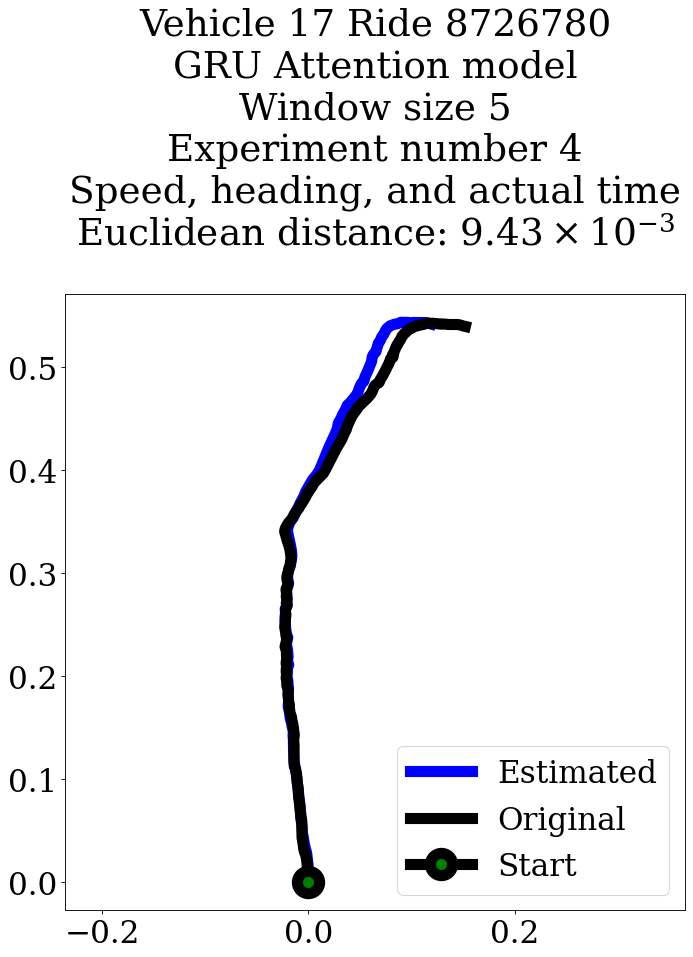 Vehicle 17 Ride 8726780
GRU Attention model
Window size 5
Experiment number 4
Speed, heading, and actual time
Euclidean distance: 9.43 × 10⁻³
0.5
0.4
0.3
0.2
0.1
0.0
−0.2
0.0
0.2
Estimated
Original
Start